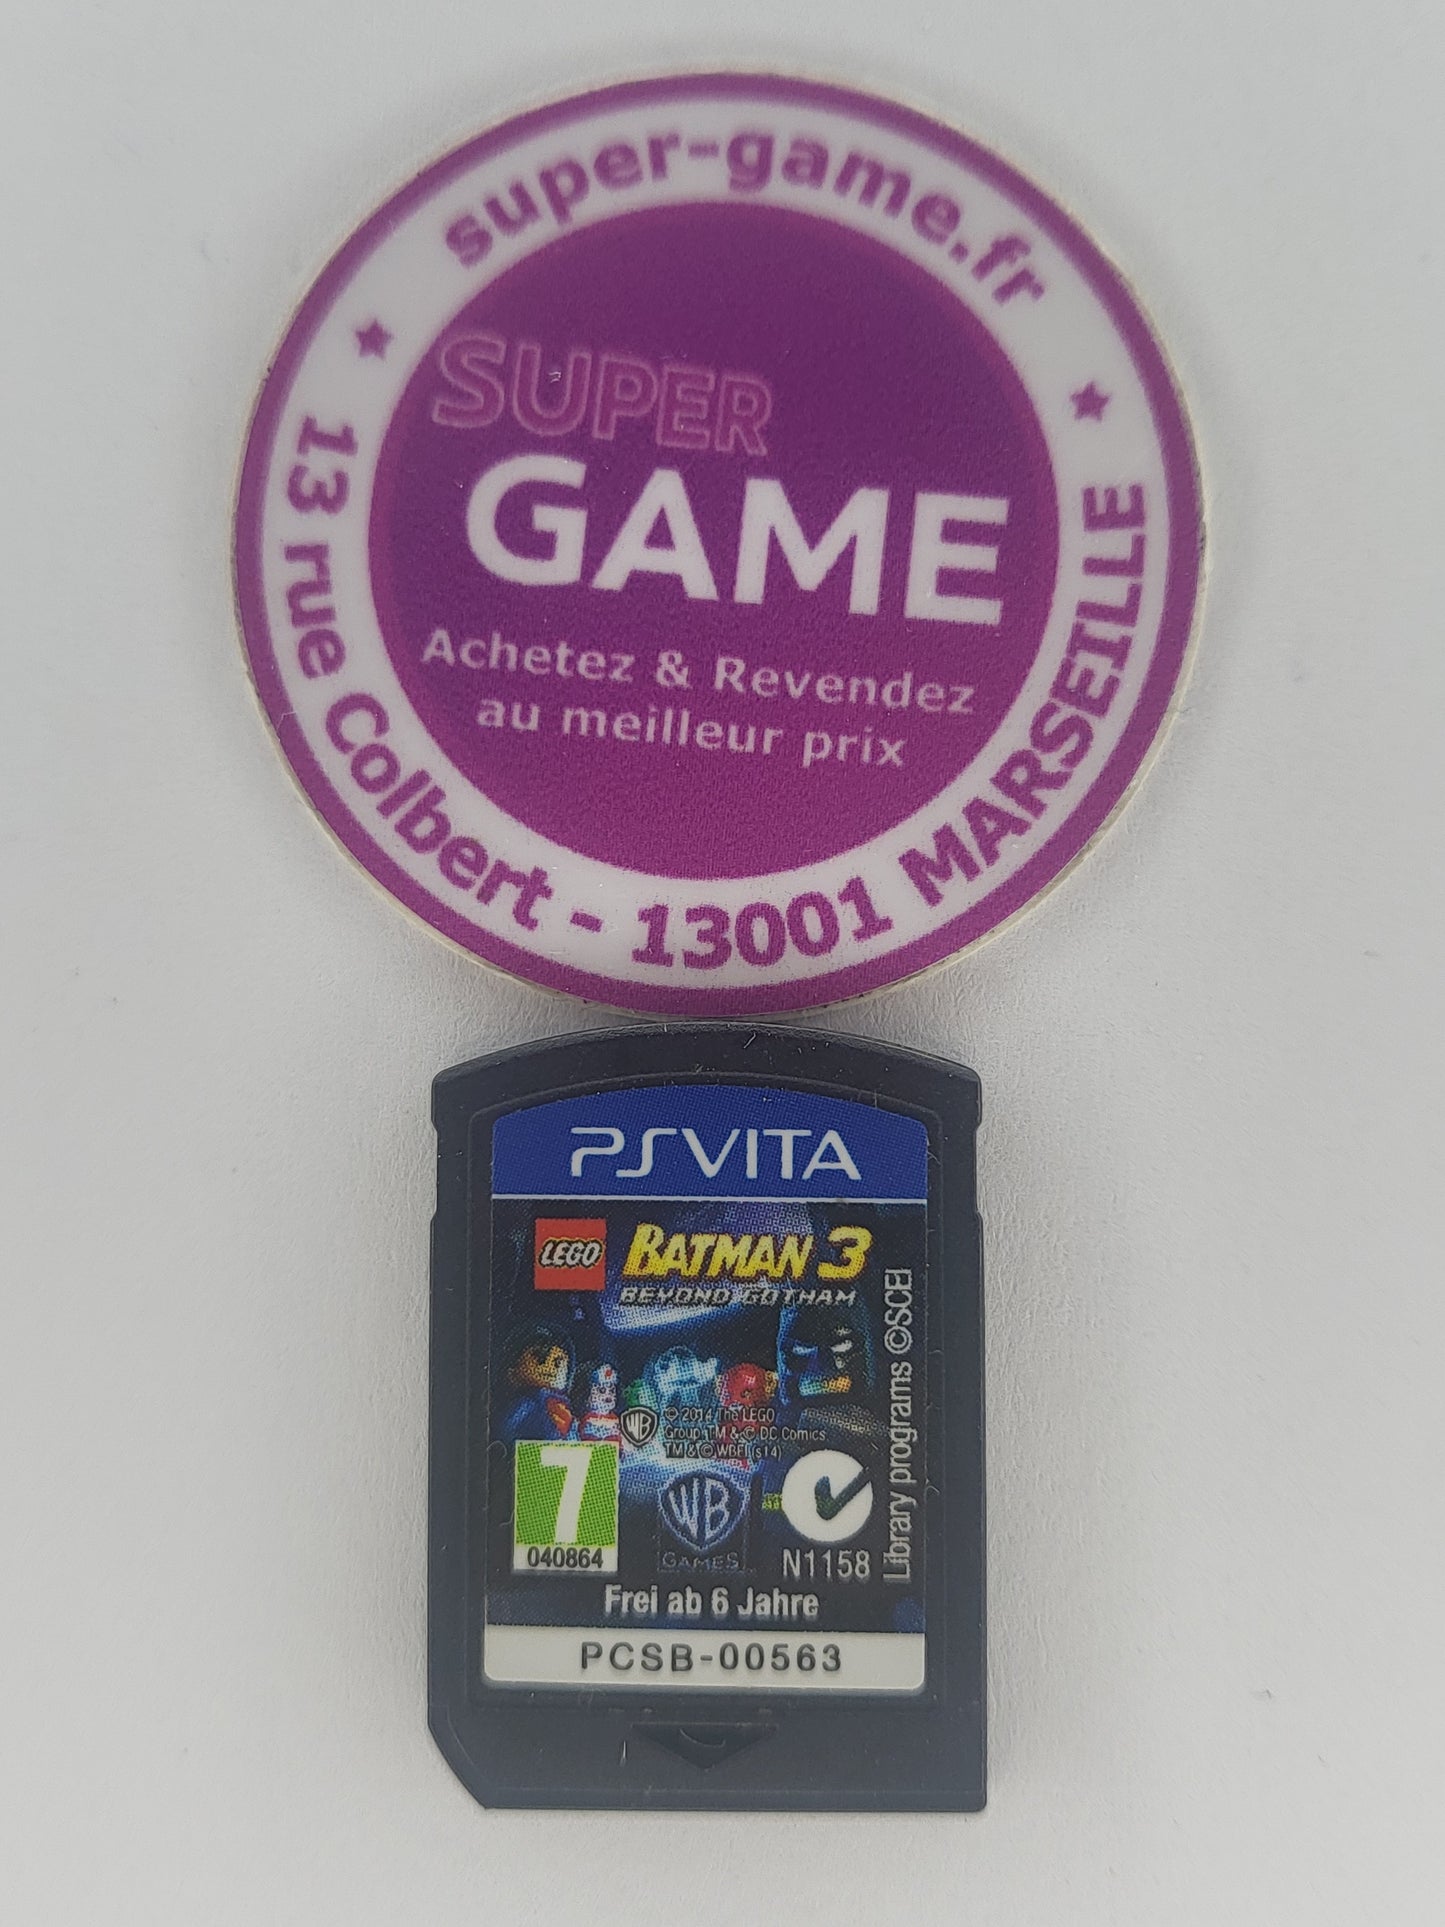 super-game.fr
SUPER
GAME
Achetez & Revendez
au meilleur prix
13 rue Colbert - 13001 MARSEILLE
PSVITA
LEGO
BATMAN 3
BEYOND GOTHAM
Library programs ©SCEI
WB
© 2014 The LEGO
Group. TM & © DC Comics.
TM & © WBEI (s14)
7
040864
WB
GAMES
N1158
Frei ab 6 Jahre
PCSB-00563